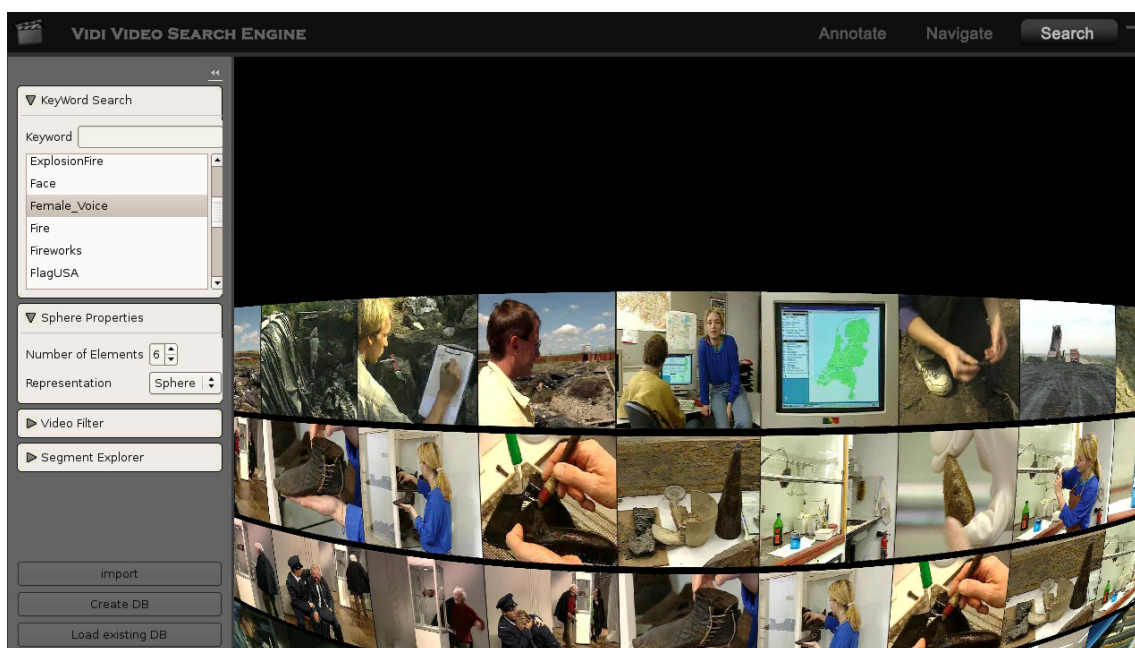 VIDI VIDEO SEARCH ENGINE
Annotate Navigate Search
KeyWord Search
Keyword
ExplosionFire
Face
Female_Voice
Fire
Fireworks
FlagUSA
Sphere Properties
Number of Elements 6
Representation Sphere
Video Filter
Segment Explorer
import
Create DB
Load existing DB